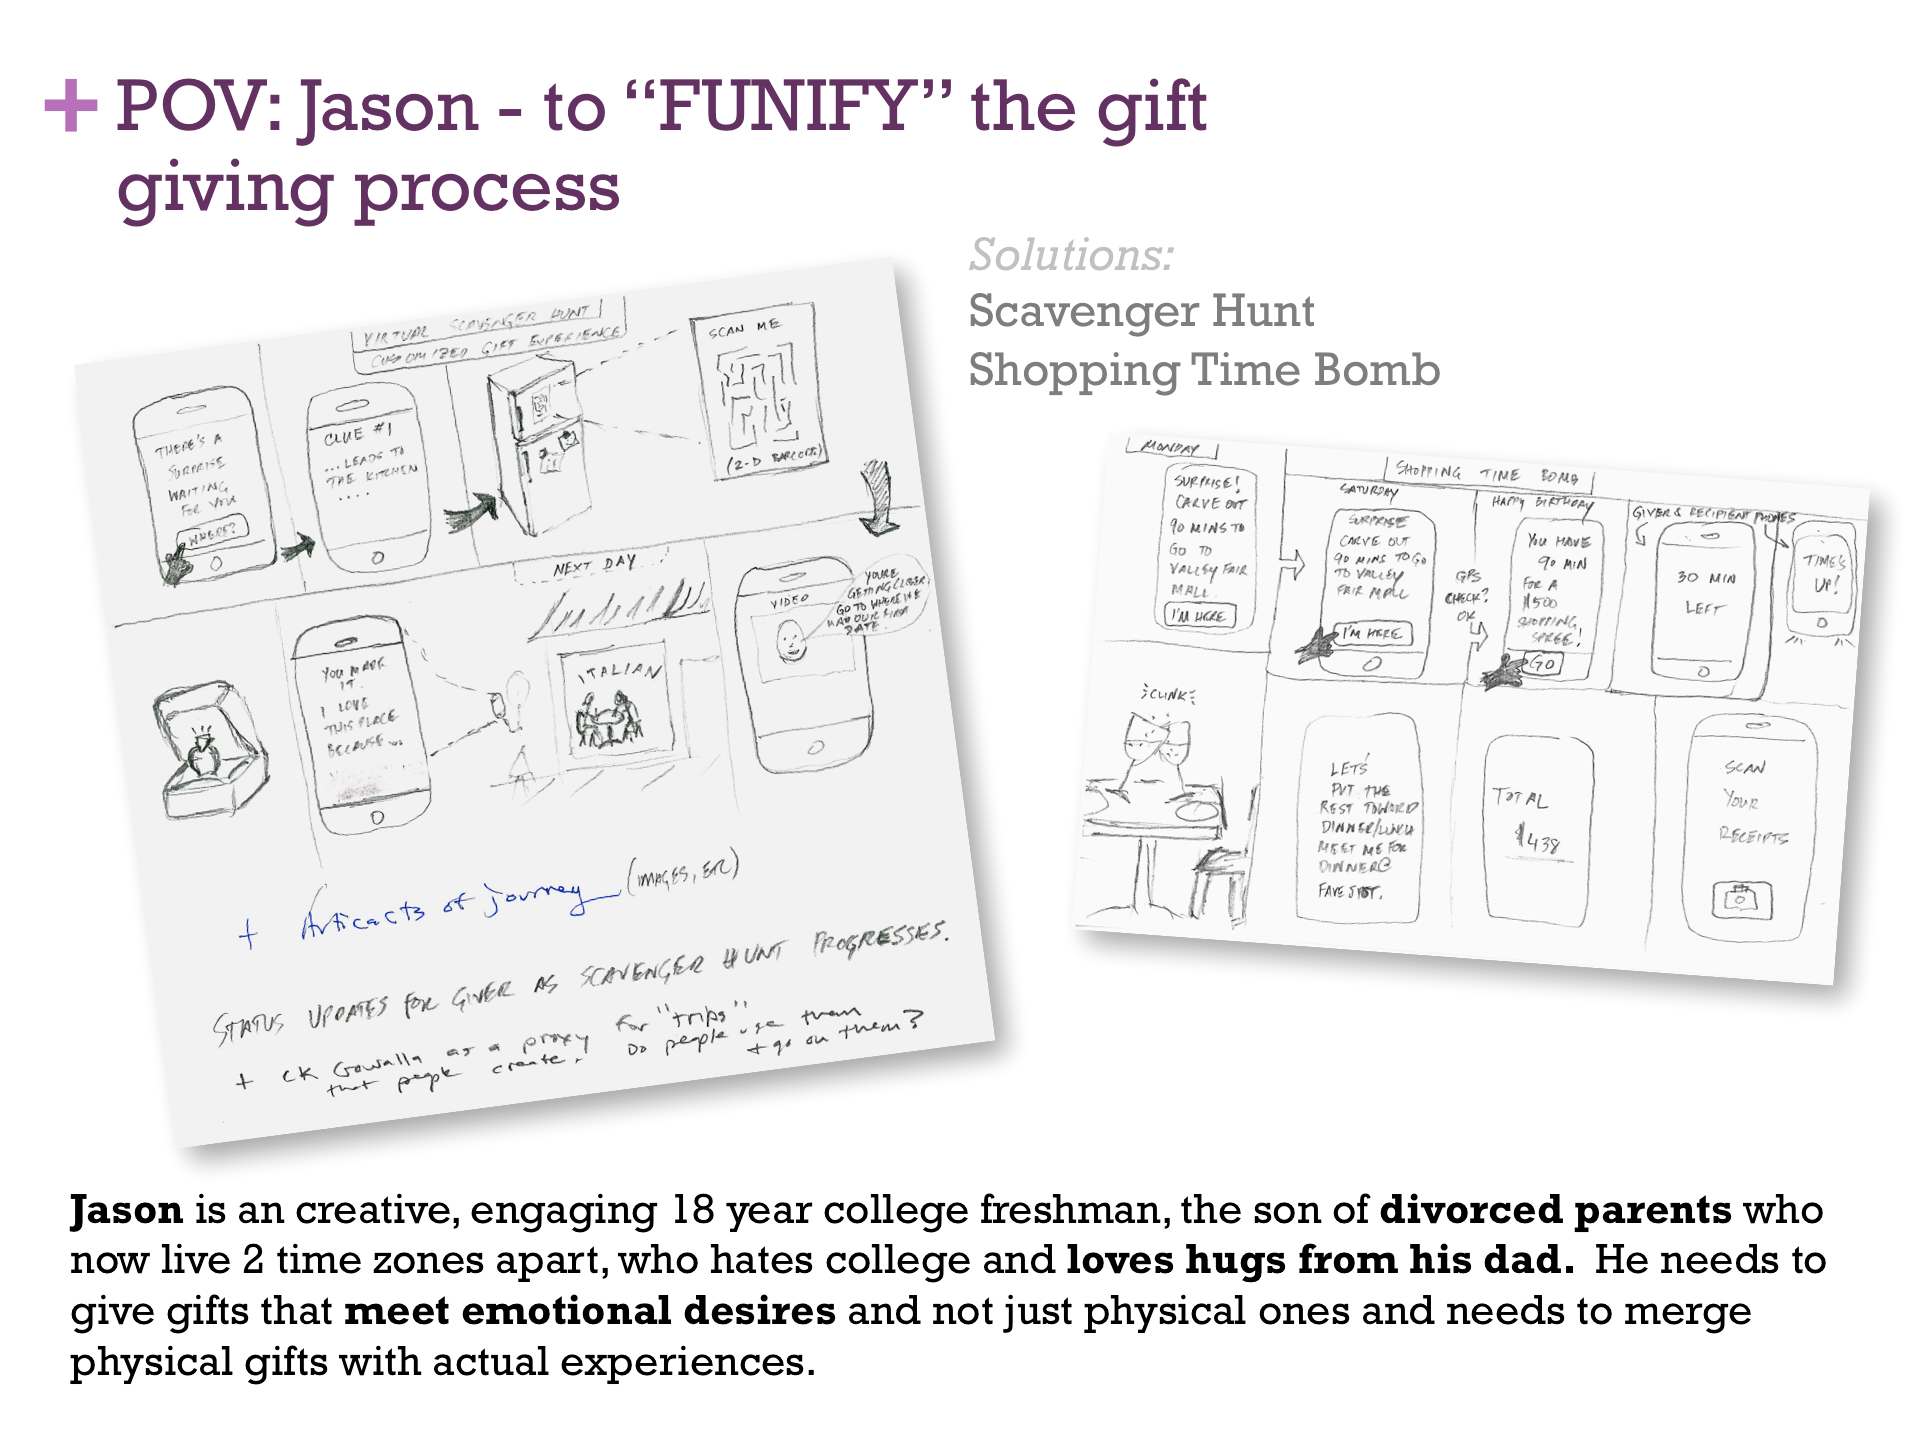 + POV: Jason - to “FUNIFY” the gift
giving process
Solutions:
Scavenger Hunt
Shopping Time Bomb
VIRTUAL SCAVENGER HUNT
CUSTOMIZED GIFT EXPERIENCE
THERE'S A
SURPRISE
WAITING
FOR YOU
WHERE?
CLUE #1
...LEADS TO
THE KITCHEN
....
SCAN ME
(2-D BARCODE)
NEXT DAY
VIDEO
YOU'RE
GETTING CLOSER,
GO TO WHERE WE
HAD OUR FIRST
DATE.
ITALIAN
YOU MADE
IT.
I LOVE
THIS PLACE
BECAUSE...
+ Articacts of journey (IMAGES, ETC)
STATUS UPDATES FOR GIVER AS SCAVENGER HUNT PROGRESSES.
+ CK Gowalla as a proxy for "trips"
that people create. Do people use them
+ go on them?
MONDAY
SURPRISE!
CARVE OUT
90 MINS TO
GO TO
VALLEY FAIR
MALL.
I'M HERE
SHOPPING TIME BOMB
SATURDAY
SURPRISE
CARVE OUT
90 MINS TO GO
TO VALLEY
FAIR MALL
I'M HERE
GPS
CHECK?
OK
HAPPY BIRTHDAY
YOU HAVE
90 MIN
FOR A
$500
SHOPPING
SPREE!
GO
GIVER & RECIPIENT PHONES
30 MIN
LEFT
TIME'S
UP!
CLINK
LETS'
PUT THE
REST TOWORD
DINNER/LUNCH
MEET ME FOR
DINNER@
FAVE SPOT.
TOTAL
$438
SCAN
YOUR
RECEIPTS
Jason is an creative, engaging 18 year college freshman, the son of divorced parents who
now live 2 time zones apart, who hates college and loves hugs from his dad. He needs to
give gifts that meet emotional desires and not just physical ones and needs to merge
physical gifts with actual experiences.